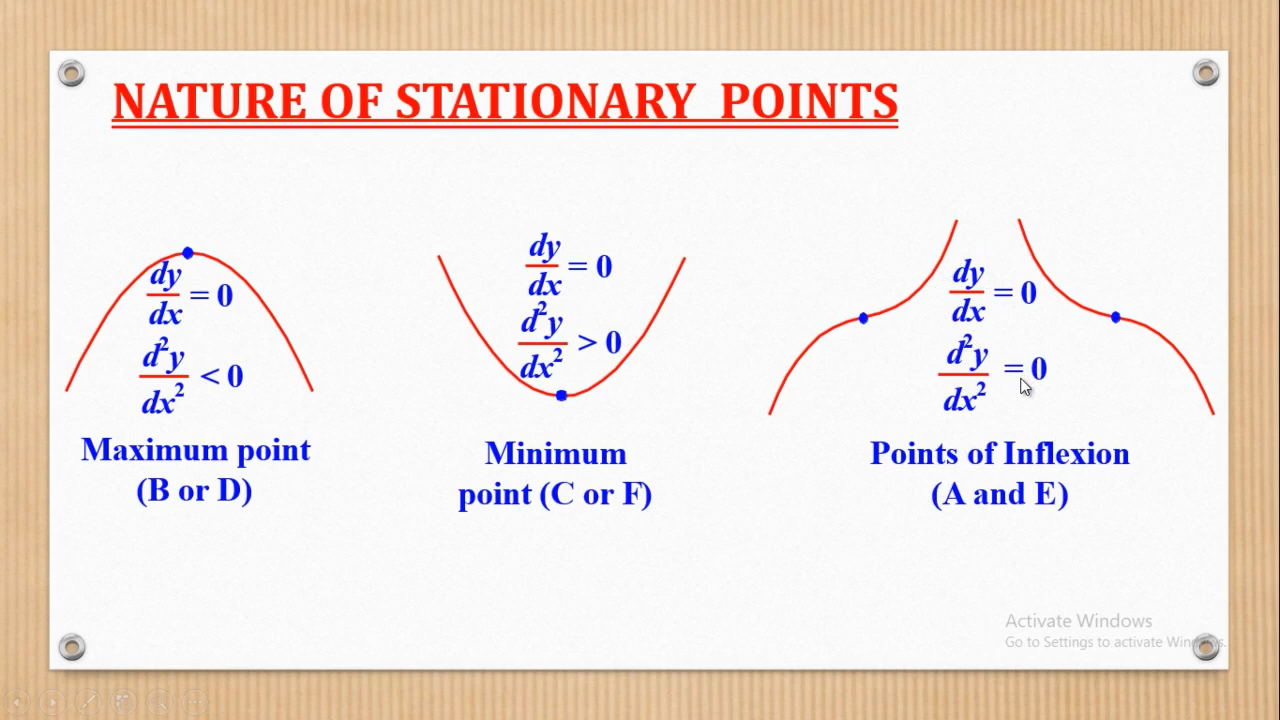 NATURE OF STATIONARY POINTS
dy/dx = 0
d²y/dx² < 0
Maximum point
(B or D)
dy/dx = 0
d²y/dx² > 0
Minimum
point (C or F)
dy/dx = 0
d²y/dx² = 0
Points of Inflexion
(A and E)
Activate Windows
Go to Settings to activate Windows.